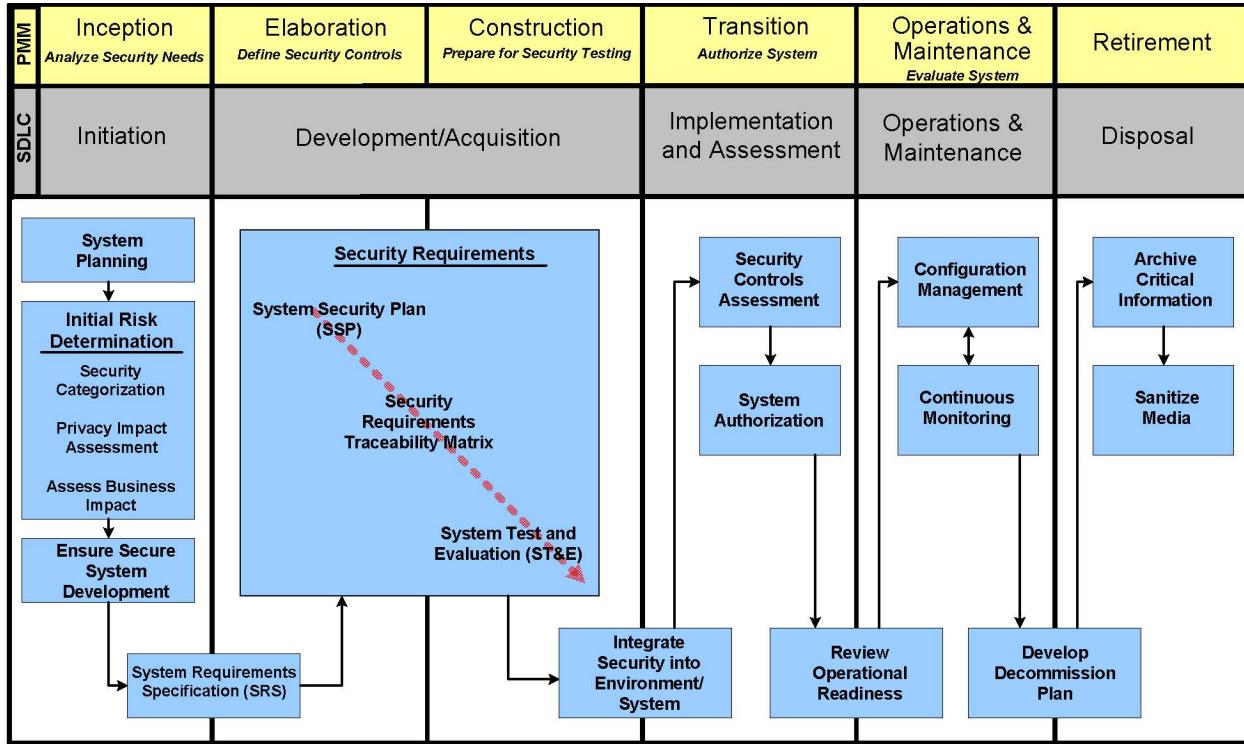 PMM
Inception
Analyze Security Needs
Elaboration
Define Security Controls
Construction
Prepare for Security Testing
Transition
Authorize System
Operations &
Maintenance
Evaluate System
Retirement
SDLC
Initiation
Development/Acquisition
Implementation
and Assessment
Operations &
Maintenance
Disposal
System
Planning
Initial Risk
Determination
Security
Categorization
Privacy Impact
Assessment
Assess Business
Impact
Ensure Secure
System
Development
System Requirements
Specification (SRS)
Security Requirements
System Security Plan
(SSP)
Security
Requirements
Traceability Matrix
System Test and
Evaluation (ST&E)
Integrate
Security into
Environment/
System
Security
Controls
Assessment
System
Authorization
Review
Operational
Readiness
Configuration
Management
Continuous
Monitoring
Develop
Decommission
Plan
Archive
Critical
Information
Sanitize
Media